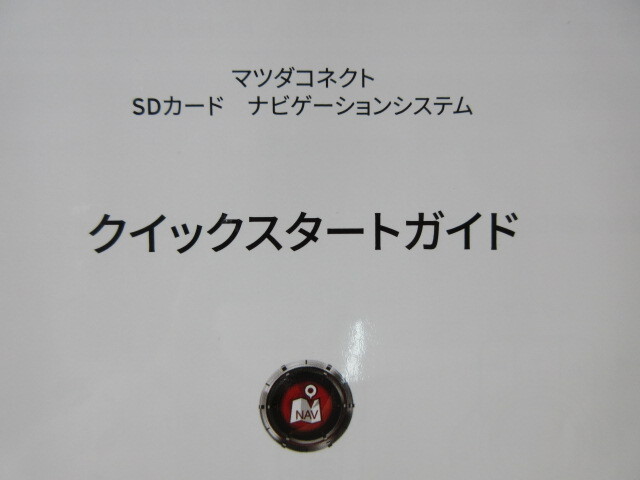 マツダコネクト
SDカード　ナビゲーションシステム
クイックスタートガイド
NAV